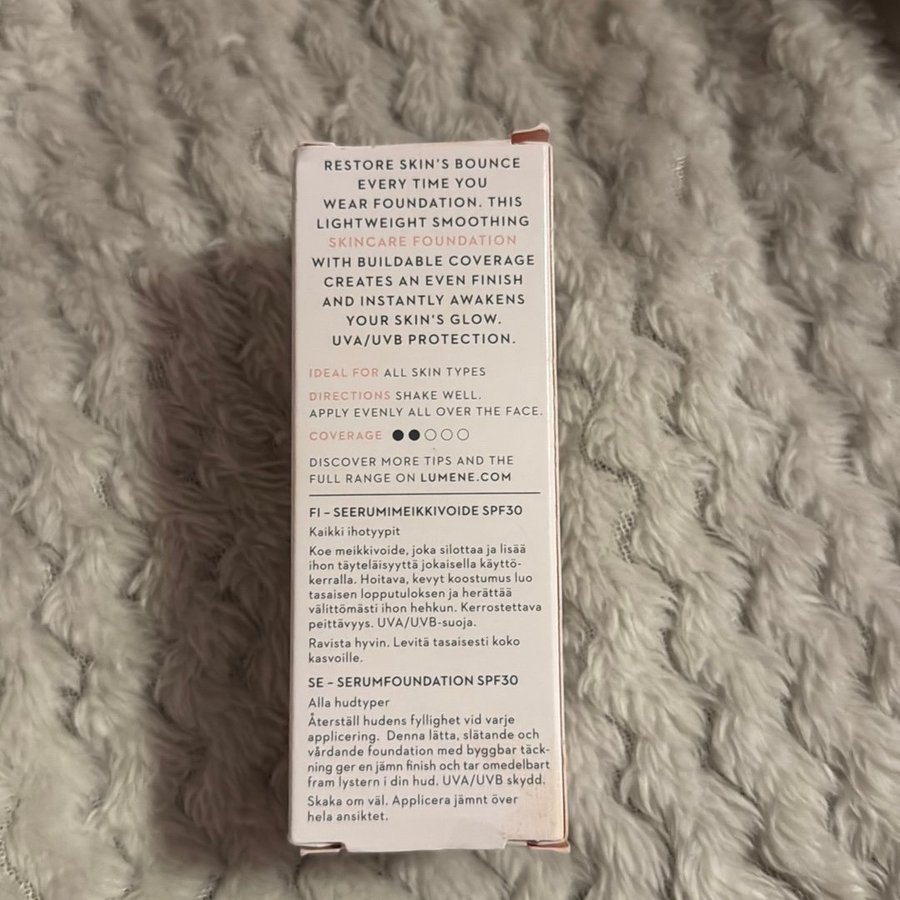 RESTORE SKIN'S BOUNCE
EVERY TIME YOU
WEAR FOUNDATION. THIS
LIGHTWEIGHT SMOOTHING
SKINCARE FOUNDATION
WITH BUILDABLE COVERAGE
CREATES AN EVEN FINISH
AND INSTANTLY AWAKENS
YOUR SKIN'S GLOW.
UVA/UVB PROTECTION.
IDEAL FOR ALL SKIN TYPES
DIRECTIONS SHAKE WELL.
APPLY EVENLY ALL OVER THE FACE.
COVERAGE
DISCOVER MORE TIPS AND THE
FULL RANGE ON LUMENE.COM
FI – SEERUMIMEIKKIVOIDE SPF30
Kaikki ihotyypit
Koe meikkivoide, joka silottaa ja lisää
ihon täyteläisyyttä jokaisella käyttö-
kerralla. Hoitava, kevyt koostumus luo
tasaisen lopputuloksen ja herättää
välittömästi ihon hehkun. Kerrostettava
peittävyys. UVA/UVB-suoja.
Ravista hyvin. Levitä tasaisesti koko
kasvoille.
SE – SERUMFOUNDATION SPF30
Alla hudtyper
Återställ hudens fyllighet vid varje
applicering. Denna lätta, slätande och
vårdande foundation med byggbar täck-
ning ger en jämn finish och tar omedelbart
fram lystern i din hud. UVA/UVB skydd.
Skaka om väl. Applicera jämnt över
hela ansiktet.